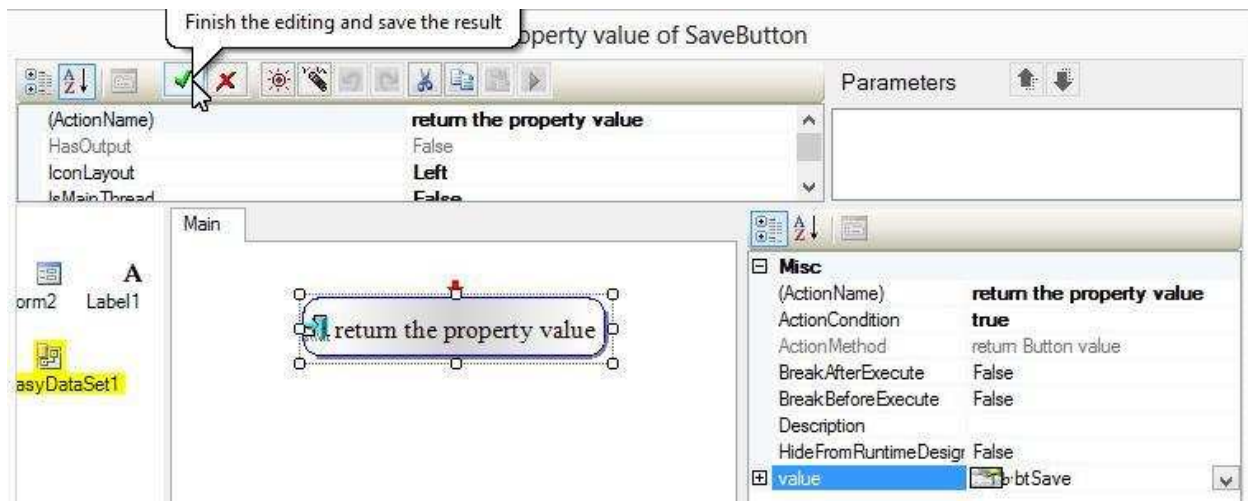 Finish the editing and save the result
operty value of SaveButton
Parameters
(ActionName) return the property value
HasOutput False
IconLayout Left
IsMainThread False
Main
orm2 Label1
A
asyDataSet1
return the property value
Misc
(ActionName) return the property value
ActionCondition true
ActionMethod return Button value
BreakAfterExecute False
BreakBeforeExecute False
Description
HideFromRuntimeDesigr False
value btSave